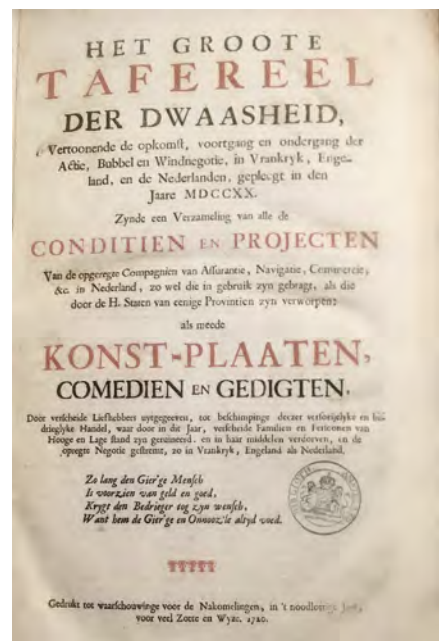 HET GROOTE
TAFEREEL
DER DWAASHEID,
Vertoonende de opkomst, voortgang en ondergang der
Actie, Bubbel en Windnegotie, in Vrankryk, Enge-
land, en de Nederlanden, gepleegt in den
Jaare MDCCXX.
Zynde een Verzameling van alle de
CONDITIEN EN PROJECTEN
Van de opgeregte Compagnien van Assurantie, Navigatie, Commercie,
&c. in Nederland, zo wel die in gebruik zyn gebragt, als die
door de H. Staten van eenige Provintien zyn verworpen:
als meede
KONST-PLAATEN,
COMEDIEN EN GEDIGTEN,
Door verscheide Liefhebbers uytgegeeven, tot beschimpinge deezer verfoeijelyke en be-
drieglyke Handel, waar door in dit Jaar, verscheide Familien en Persoonen van
Hooge en Lage stand zyn geruineerd, en in haar middelen verdorven, en de
opregte Negotie gestremt, zo in Vrankryk, Engeland als Nederland.
Zo lang den Gier'ge Mensch
Is voorzien van geld en goed,
Krygt den Bedrieger tog zyn wensch,
Want hem de Gier'ge en Onnooz'le altyd voed.
Gedrukt tot waarschouwinge voor de Nakomelingen, in 't noodlottige Jaar,
voor veel Zotte en Wyze. 1720.